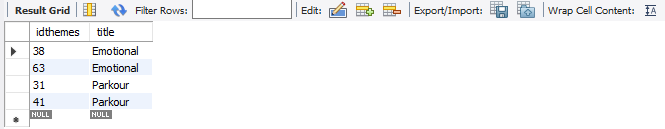 Result Grid Filter Rows: Edit: Export/Import: Wrap Cell Content: IA
idthemes title
38 Emotional
63 Emotional
31 Parkour
41 Parkour
NULL NULL